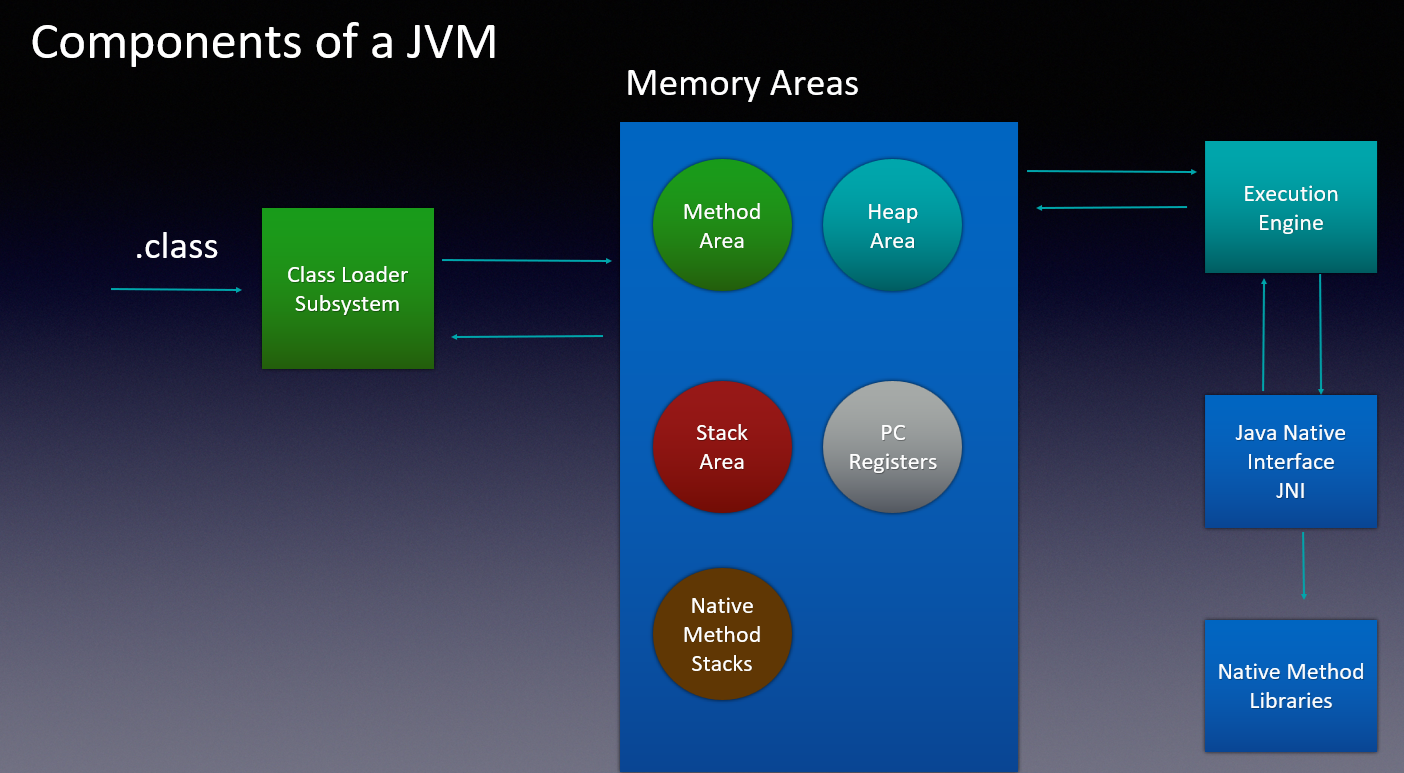 Components of a JVM
Memory Areas
.class
Class Loader
Subsystem
Method
Area
Heap
Area
Stack
Area
PC
Registers
Native
Method
Stacks
Execution
Engine
Java Native
Interface
JNI
Native Method
Libraries